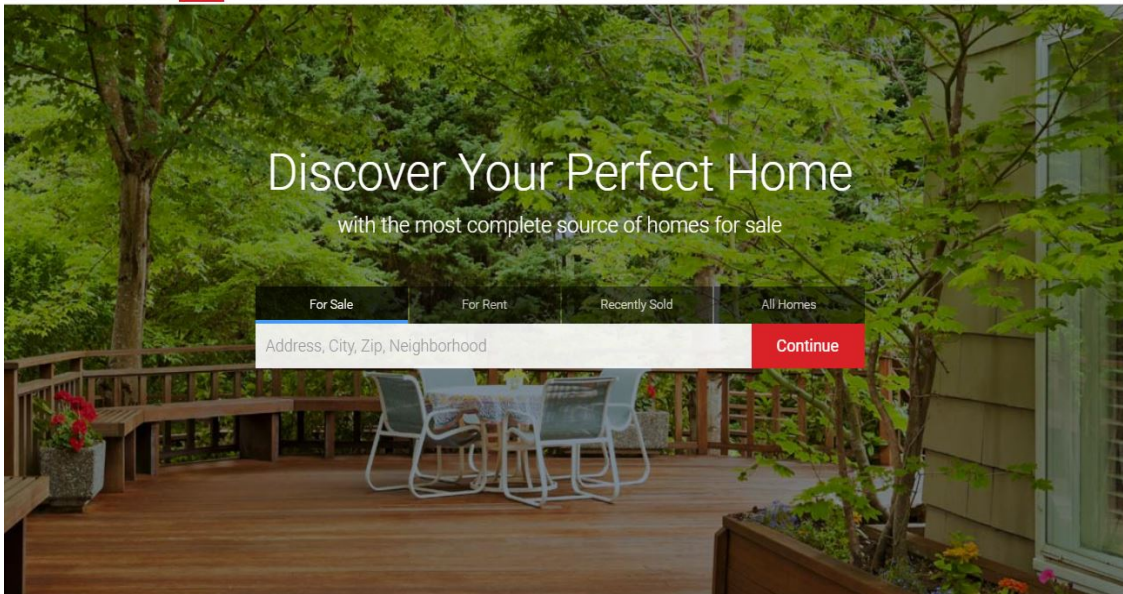 Discover Your Perfect Home
with the most complete source of homes for sale
For Sale For Rent Recently Sold All Homes
Address, City, Zip, Neighborhood Continue